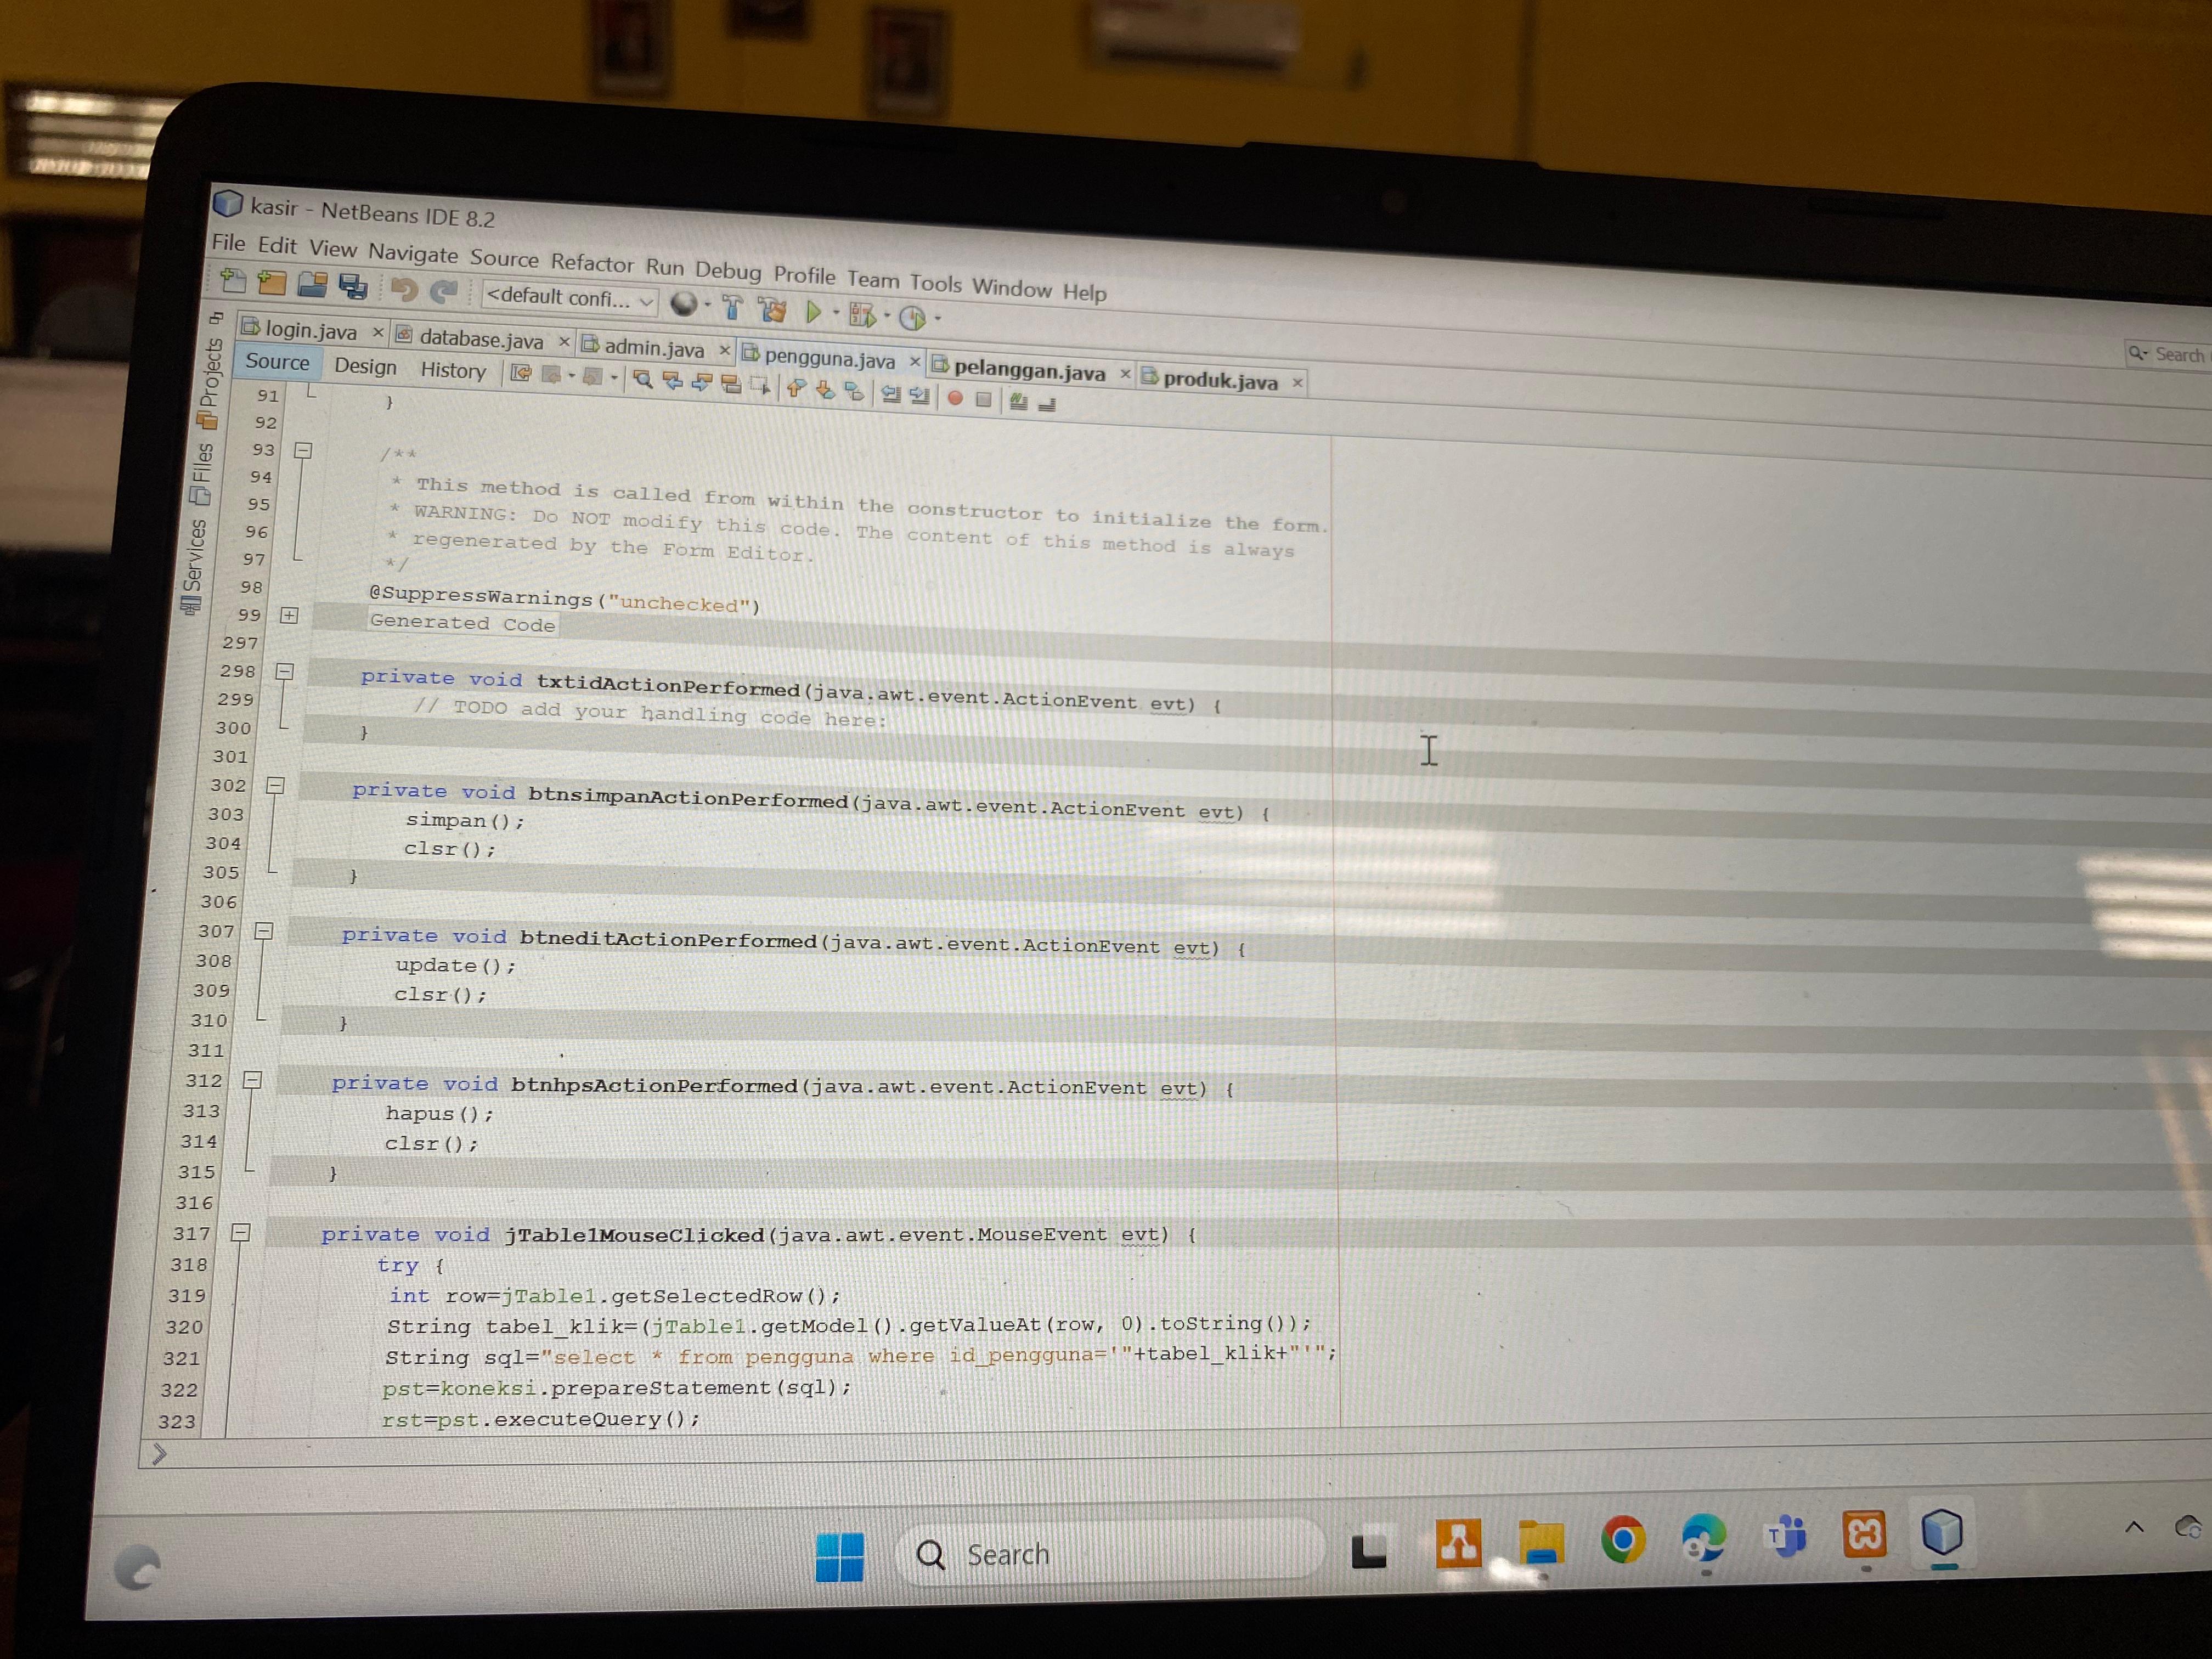 kasir - NetBeans IDE 8.2
File Edit View Navigate Source Refactor Run Debug Profile Team Tools Window Help
<default confi...
Search
login.java database.java admin.java pengguna.java pelanggan.java produk.java
Source Design History
Projects
Files
Services
91 }
92
93 /**
94 * This method is called from within the constructor to initialize the form.
95 * WARNING: Do NOT modify this code. The content of this method is always
96 * regenerated by the Form Editor.
97 */
98 @SuppressWarnings("unchecked")
99 Generated Code
297
298 private void txtidActionPerformed(java.awt.event.ActionEvent evt) {
299 // TODO add your handling code here:
300 }
301
302 private void btnsimpanActionPerformed(java.awt.event.ActionEvent evt) {
303 simpan();
304 clsr();
305 }
306
307 private void btneditActionPerformed(java.awt.event.ActionEvent evt) {
308 update();
309 clsr();
310 }
311
312 private void btnhpsActionPerformed(java.awt.event.ActionEvent evt) {
313 hapus();
314 clsr();
315 }
316
317 private void jTable1MouseClicked(java.awt.event.MouseEvent evt) {
318 try {
319 int row=jTable1.getSelectedRow();
320 String tabel_klik=(jTable1.getModel().getValueAt(row, 0).toString());
321 String sql="select * from pengguna where id_pengguna='"+tabel_klik+"'";
322 pst=koneksi.prepareStatement(sql);
323 rst=pst.executeQuery();
Search